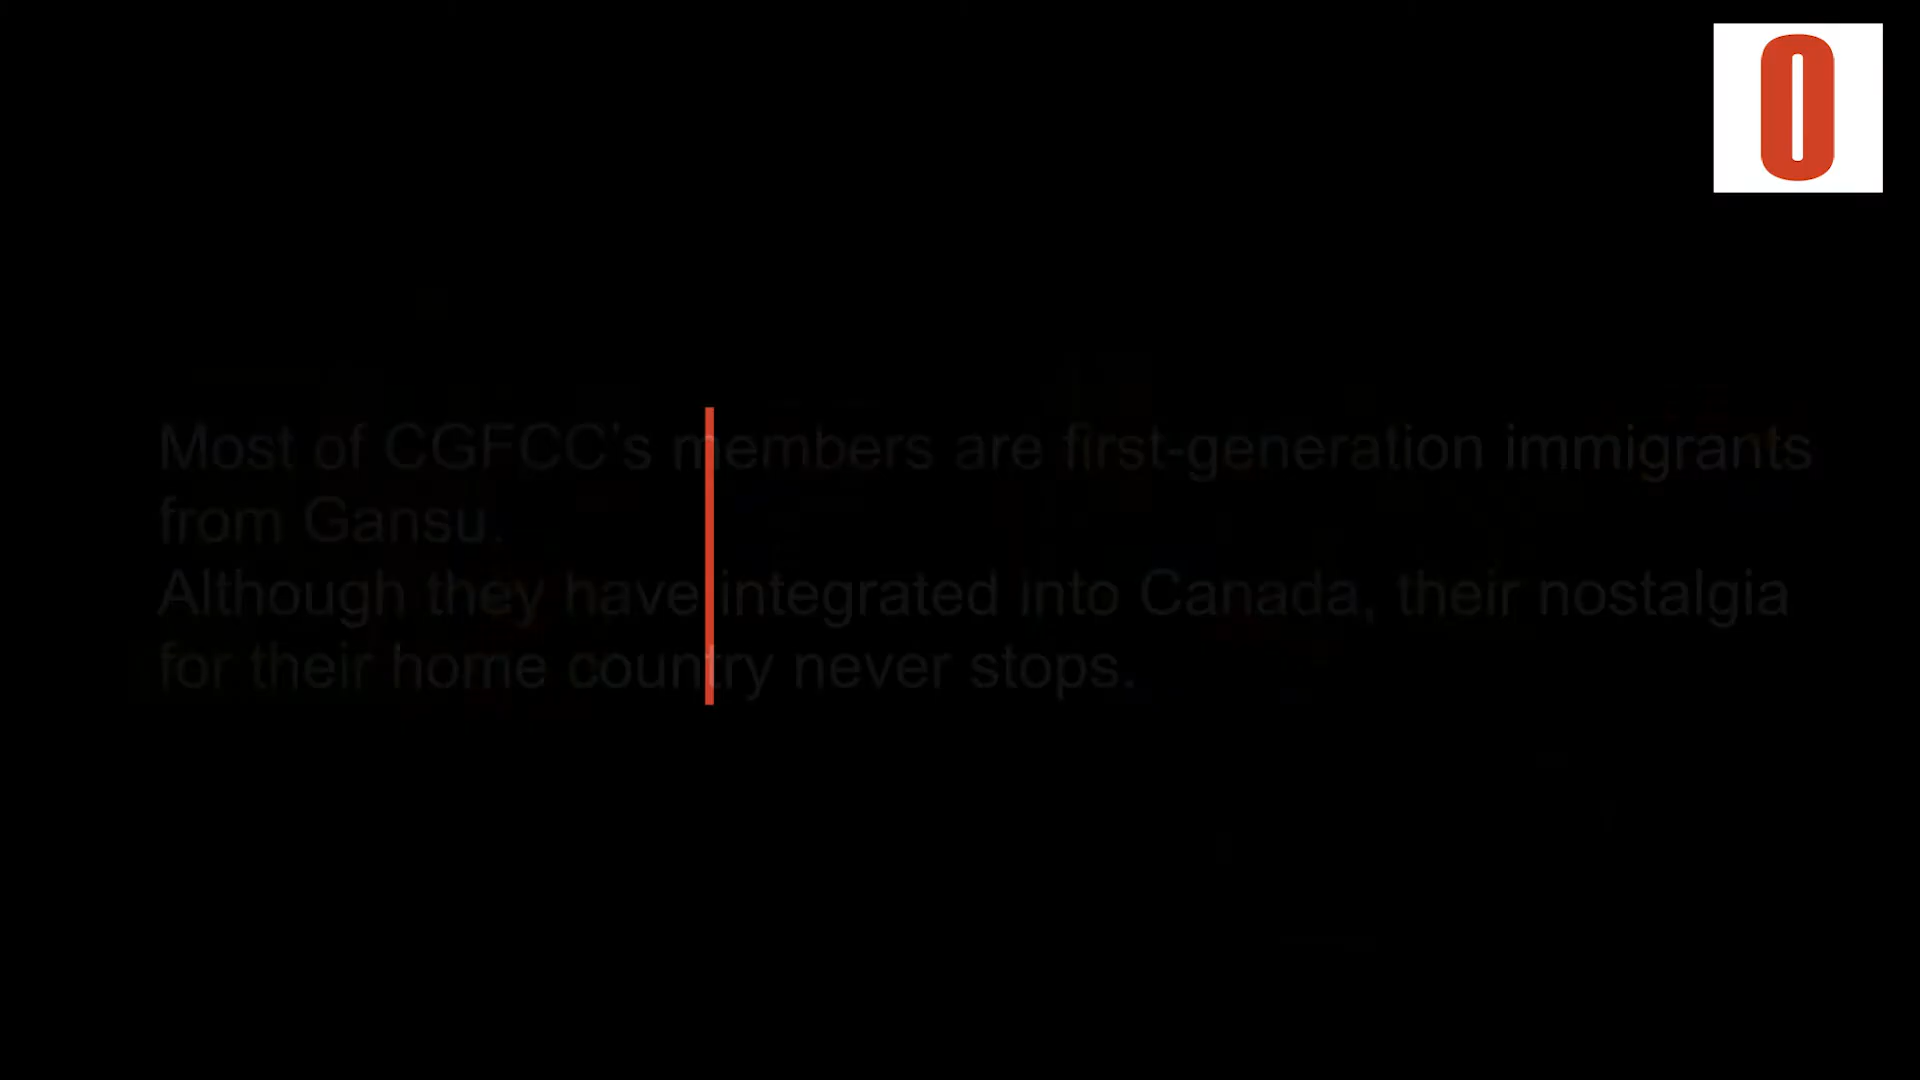 O
Most of CGFCC's members are first-generation immigrants
from Gansu.
Although they have integrated into Canada, their nostalgia
for their home country never stops.